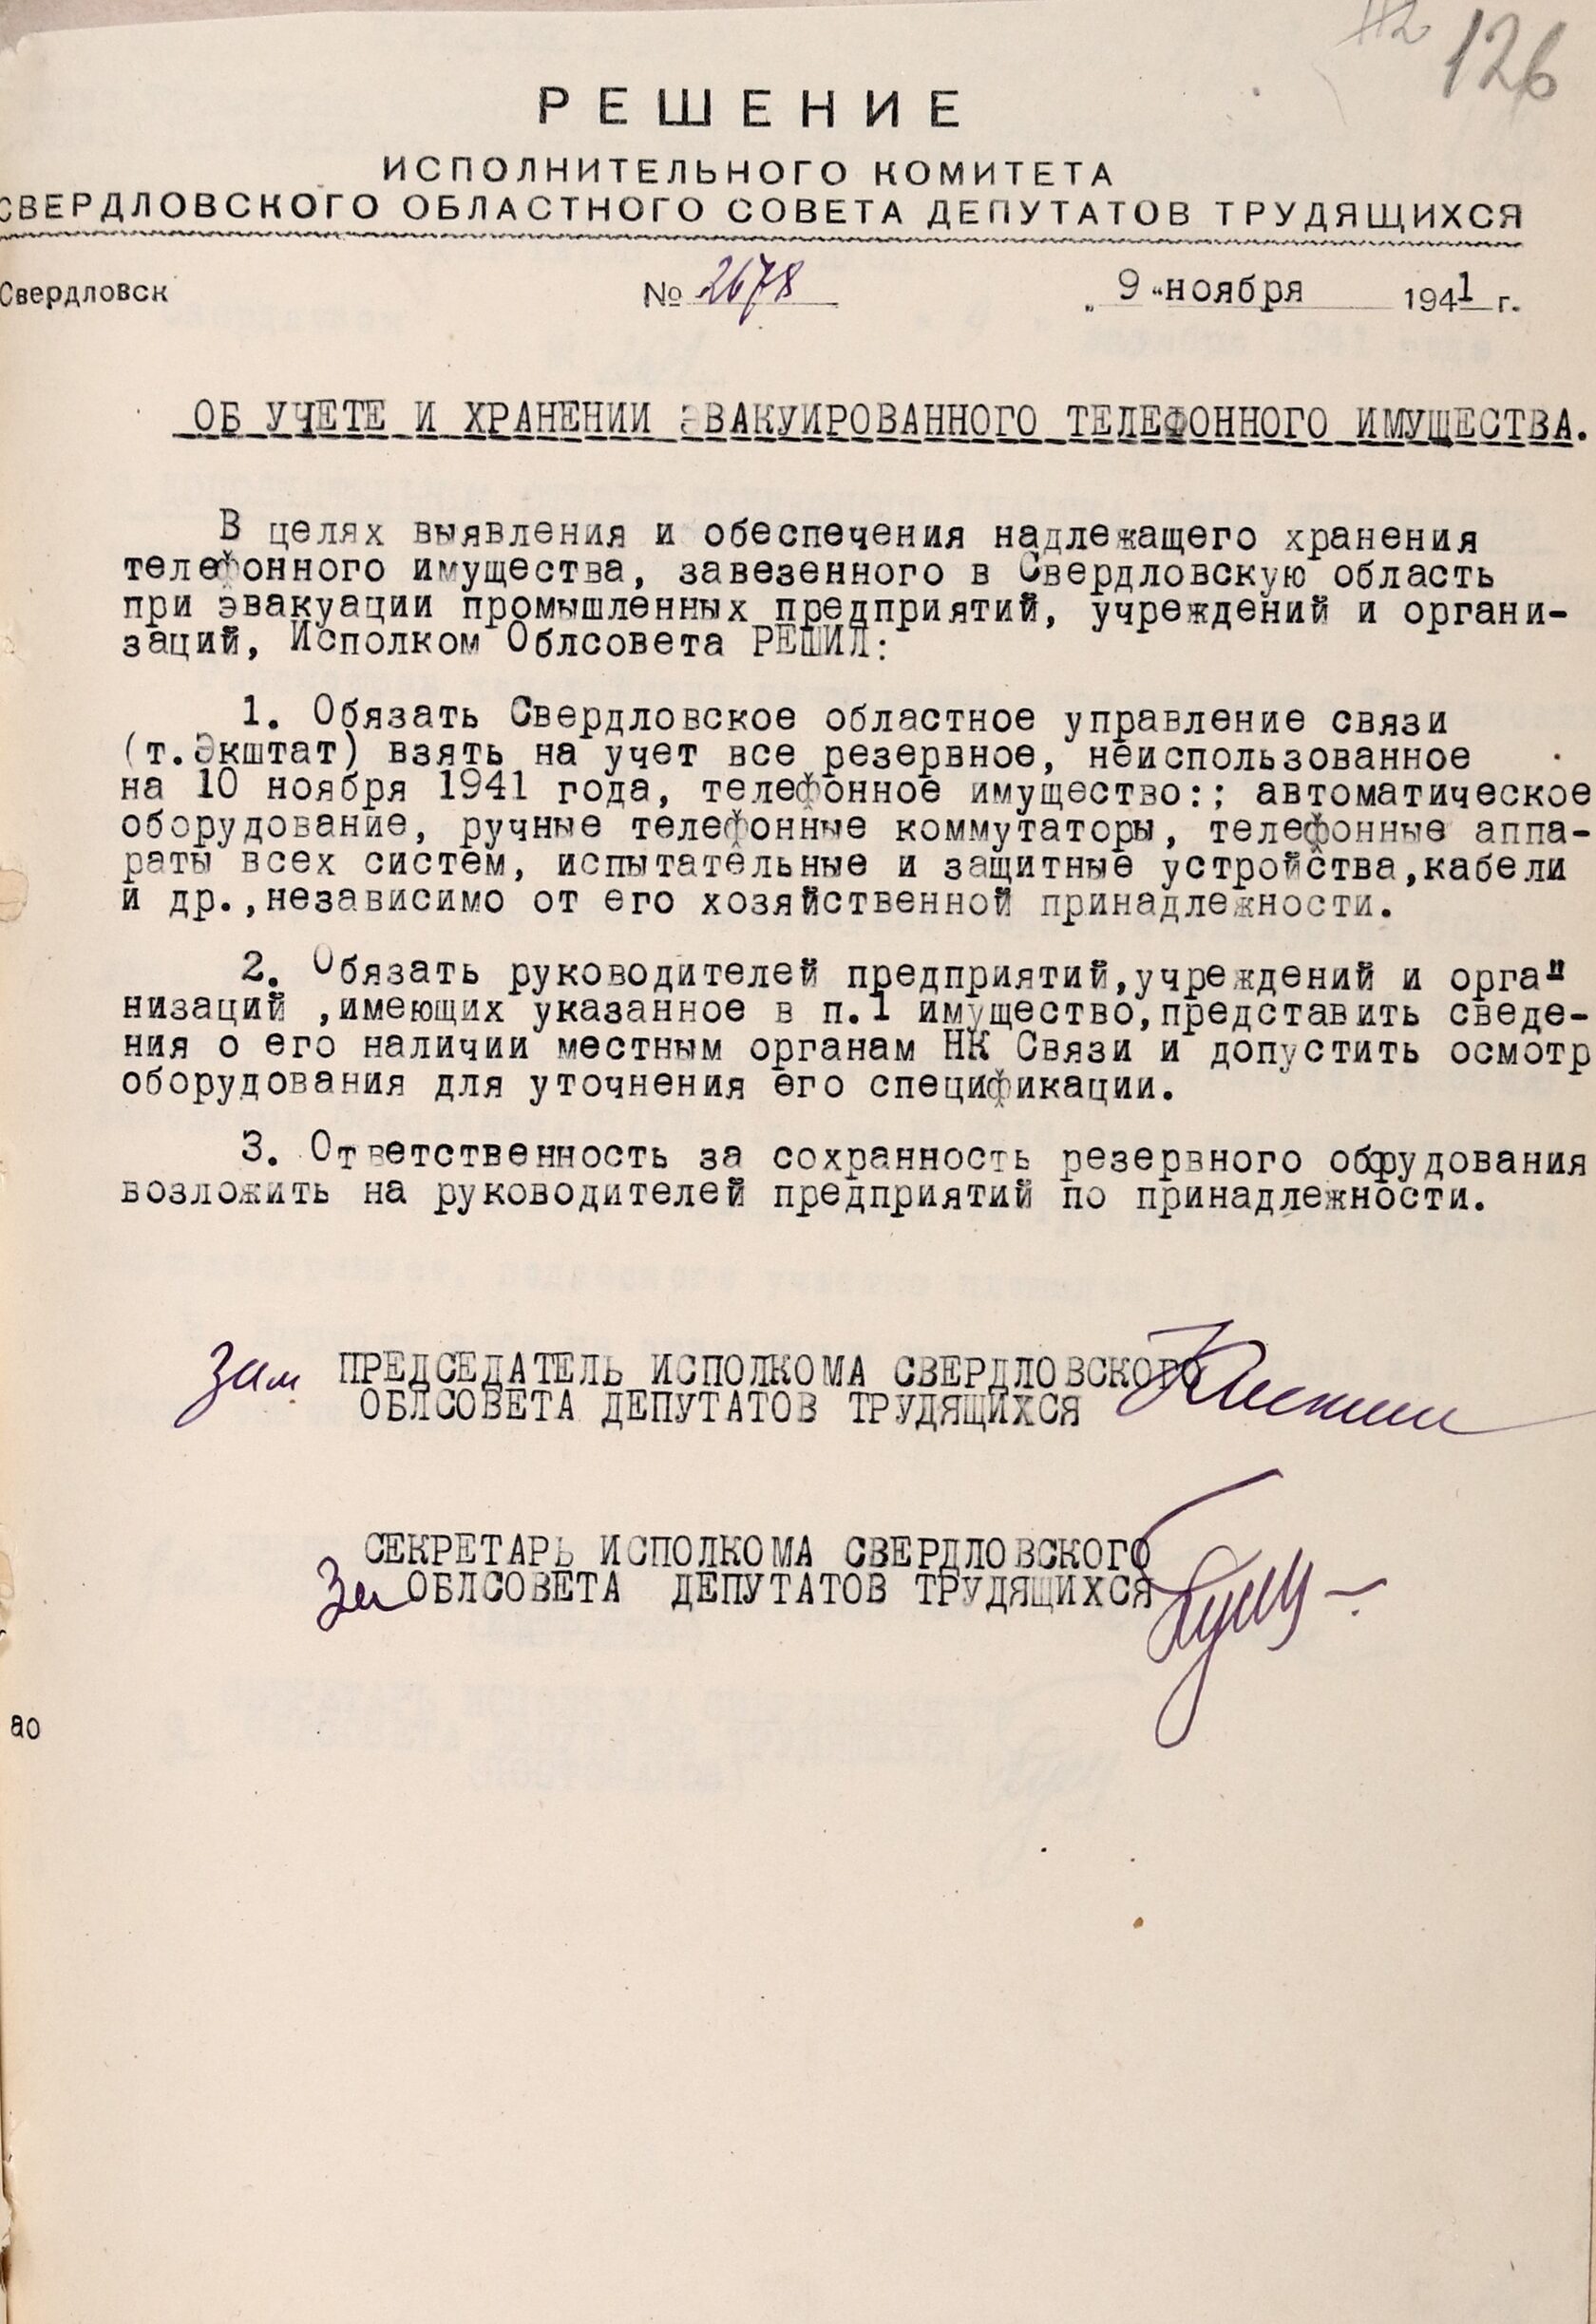 126
РЕШЕНИЕ
ИСПОЛНИТЕЛЬНОГО КОМИТЕТА
СВЕРДЛОВСКОГО ОБЛАСТНОГО СОВЕТА ДЕПУТАТОВ ТРУДЯЩИХСЯ
Свердловск № 2678 „ 9 “ ноября 1941 г.
ОБ УЧЕТЕ И ХРАНЕНИИ ЭВАКУИРОВАННОГО ТЕЛЕФОННОГО ИМУЩЕСТВА.
В целях выявления и обеспечения надлежащего хранения
телефонного имущества, завезенного в Свердловскую область
при эвакуации промышленных предприятий, учреждений и органи-
заций, Исполком Облсовета РЕШИЛ:
1. Обязать Свердловское областное управление связи
(т.Экштат) взять на учет все резервное, неиспользованное
на 10 ноября 1941 года, телефонное имущество:; автоматическое
оборудование, ручные телефонные коммутаторы, телефонные аппа-
раты всех систем, испытательные и защитные устройства,кабели
и др.,независимо от его хозяйственной принадлежности.
2. Обязать руководителей предприятий,учреждений и орга"
низаций ,имеющих указанное в п.1 имущество,представить сведе-
ния о его наличии местным органам НК Связи и допустить осмотр
оборудования для уточнения его спецификации.
3. Ответственность за сохранность резервного оборудования
возложить на руководителей предприятий по принадлежности.
Зам. ПРЕДСЕДАТЕЛЬ ИСПОЛКОМА СВЕРДЛОВСКОГО
ОБЛСОВЕТА ДЕПУТАТОВ ТРУДЯЩИХСЯ
СЕКРЕТАРЬ ИСПОЛКОМА СВЕРДЛОВСКОГО
За ОБЛСОВЕТА ДЕПУТАТОВ ТРУДЯЩИХСЯ
ао